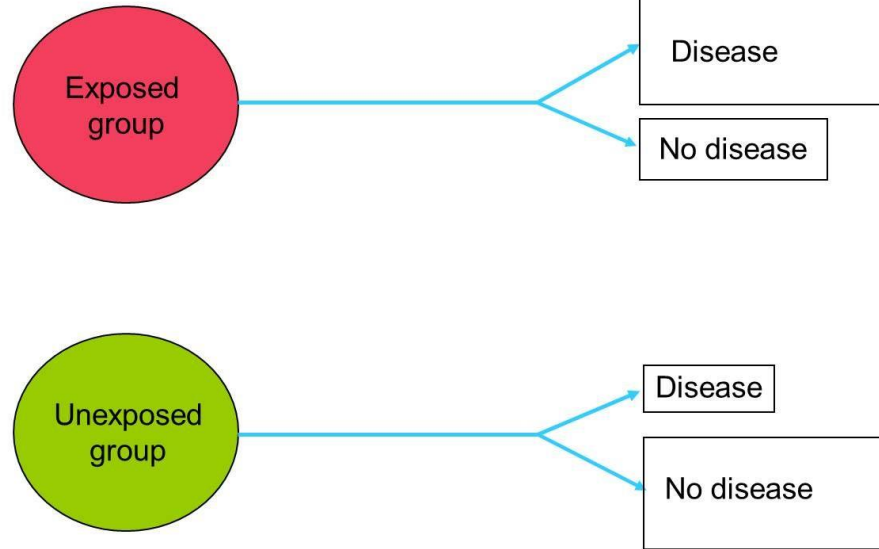 Exposed
group
Disease
No disease
Unexposed
group
Disease
No disease